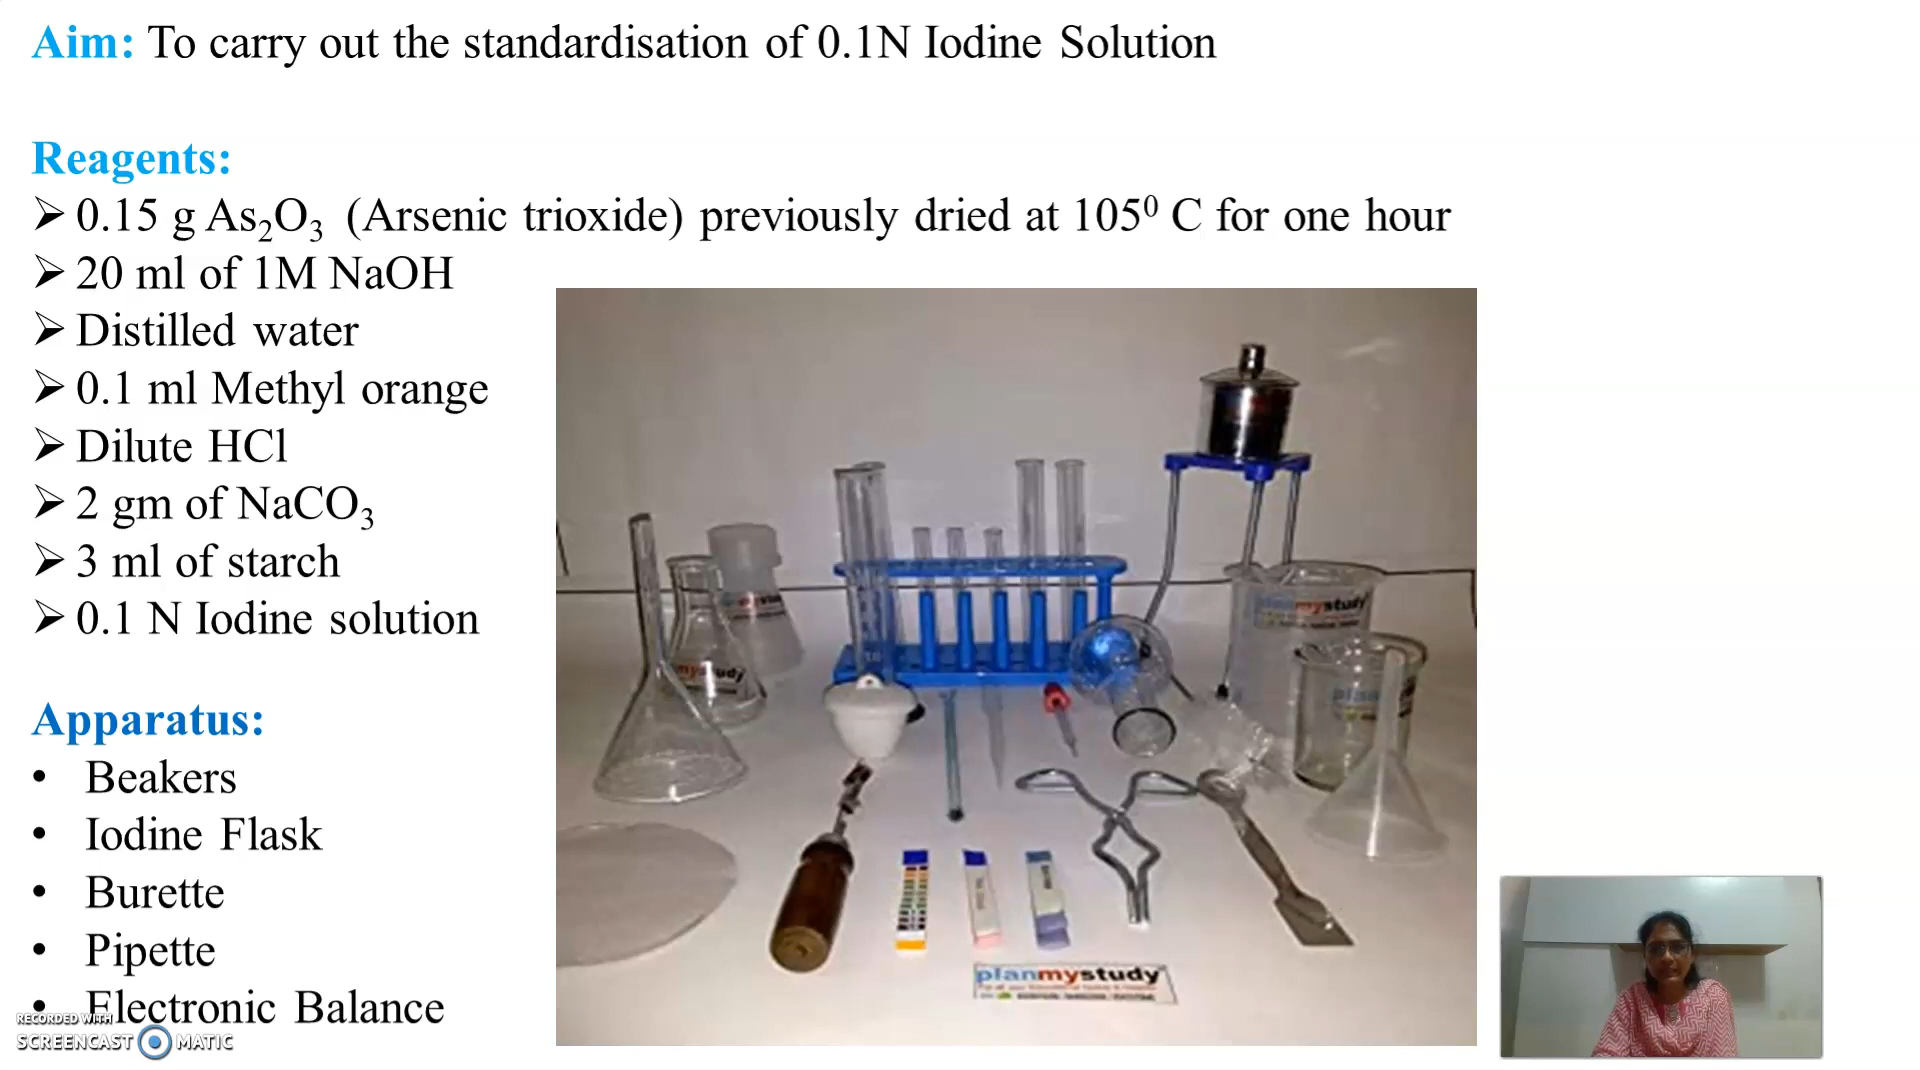 Aim: To carry out the standardisation of 0.1N Iodine Solution
Reagents:
➢ 0.15 g As₂O₃ (Arsenic trioxide) previously dried at 105⁰ C for one hour
➢ 20 ml of 1M NaOH
➢ Distilled water
➢ 0.1 ml Methyl orange
➢ Dilute HCl
➢ 2 gm of NaCO₃
➢ 3 ml of starch
➢ 0.1 N Iodine solution
Apparatus:
• Beakers
• Iodine Flask
• Burette
• Pipette
• Electronic Balance
planmystudy
mystudy
planmystudy
RECORDED WITH
SCREENCAST MATIC